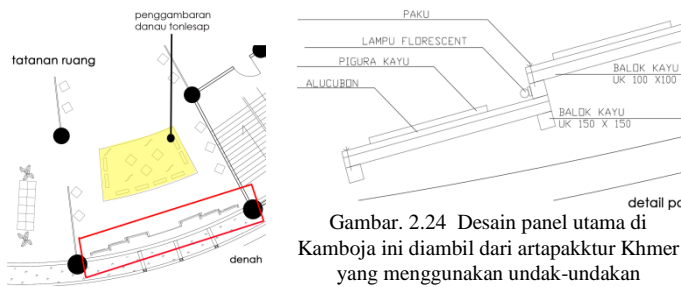 penggambaran
danau tonlesap
tatanan ruang
denah
PAKU
LAMPU FLORESCENT
PIGURA KAYU
ALUCUBON
BALOK KAYU
UK 100 X100
BALOK KAYU
UK 150 X 150
detail pa
Gambar. 2.24 Desain panel utama di
Kamboja ini diambil dari artapakktur Khmer
yang menggunakan undak-undakan